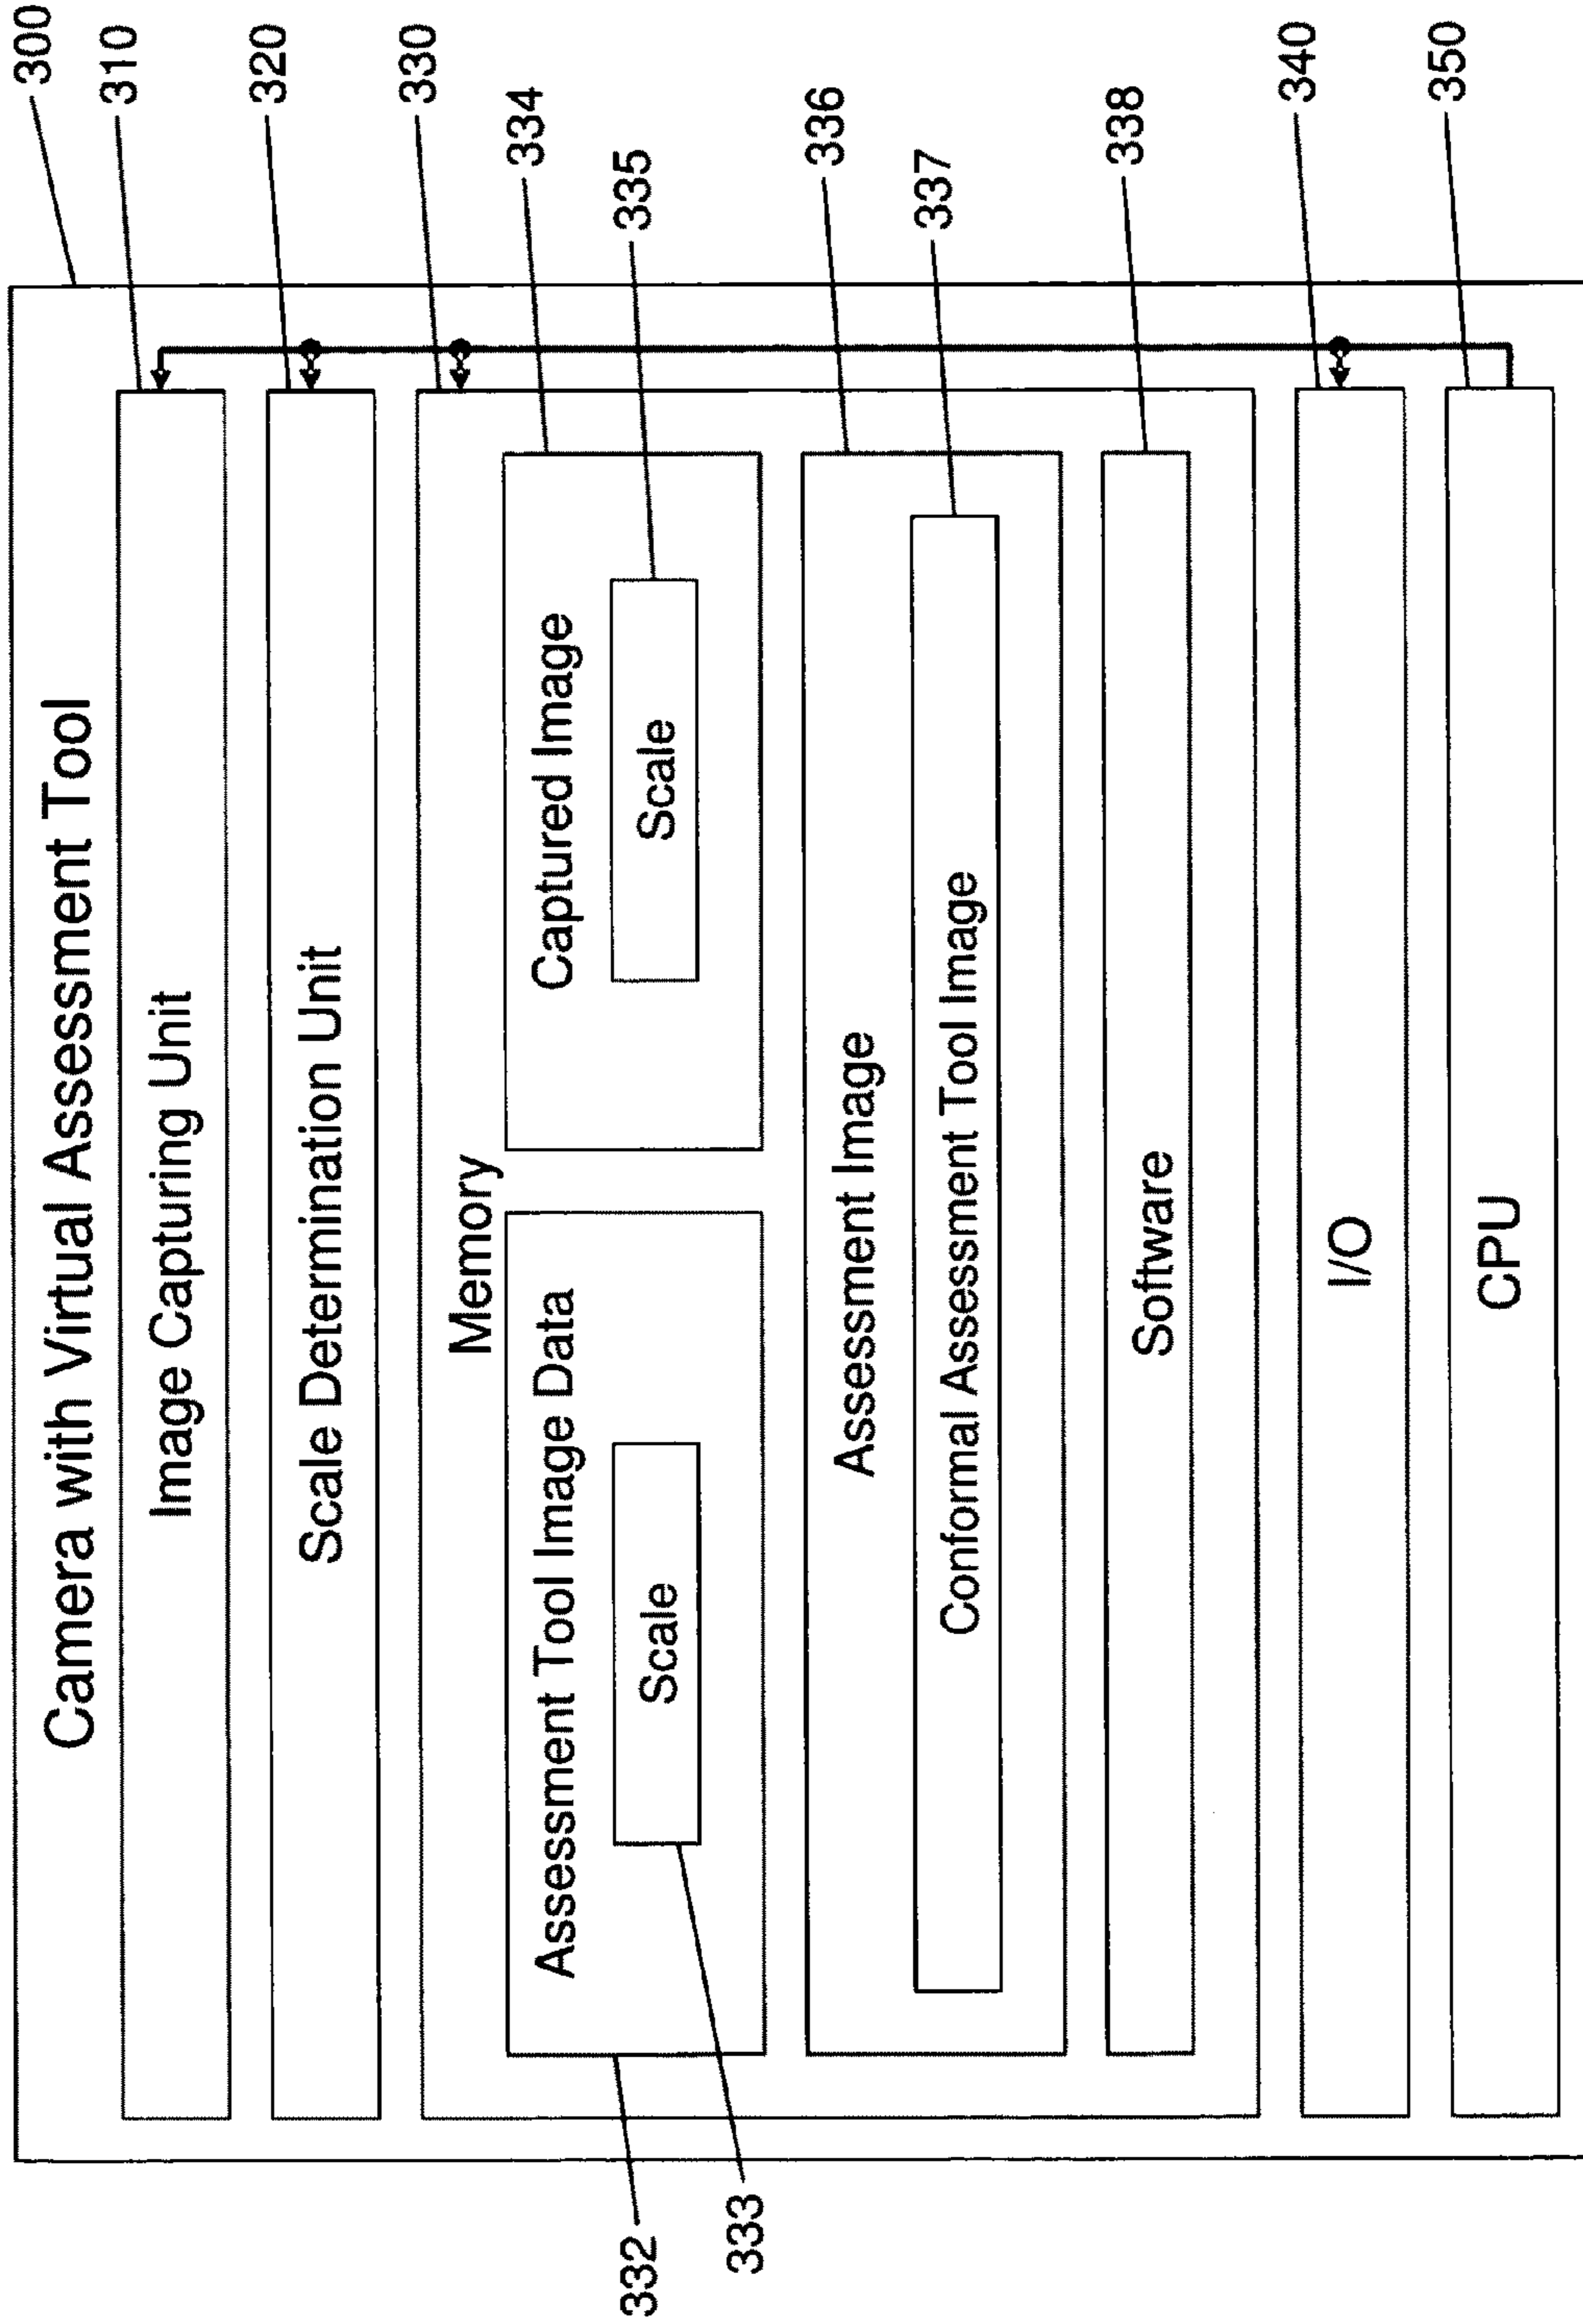 Camera with Virtual Assessment Tool
300
Image Capturing Unit
310
Scale Determination Unit
320
Memory
330
Assessment Tool Image Data
332
Scale
333
Captured Image
334
Scale
335
Assessment Image
336
Conformal Assessment Tool Image
337
Software
338
I/O
340
CPU
350